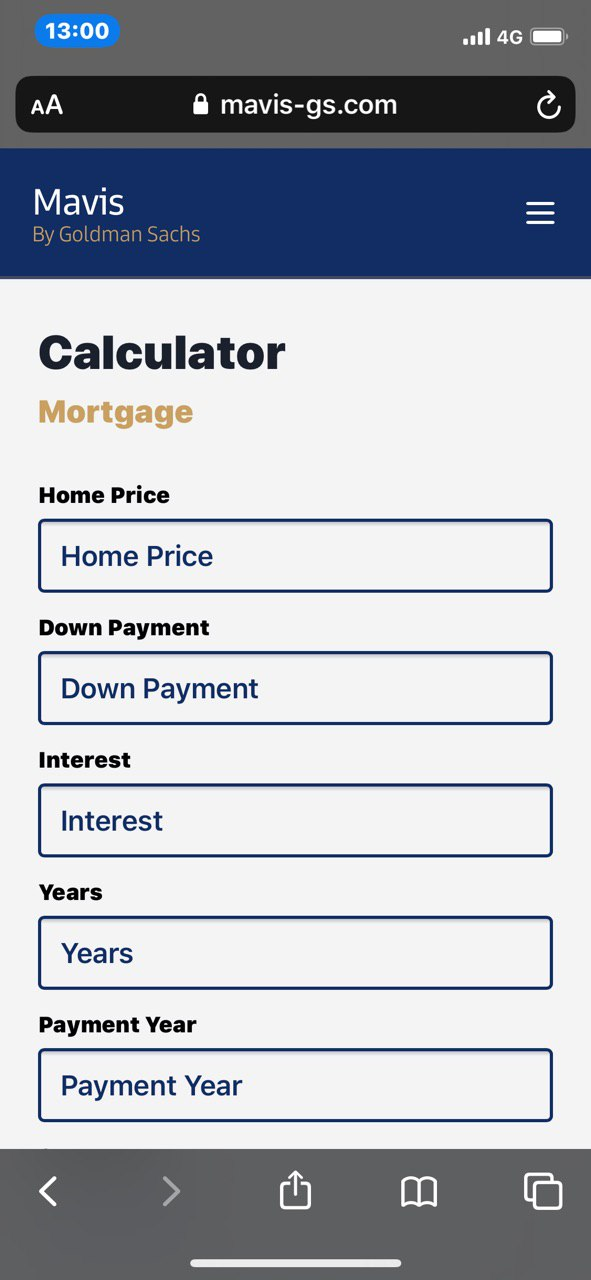 13:00
4G
AA
mavis-gs.com
Mavis
By Goldman Sachs
Calculator
Mortgage
Home Price
Home Price
Down Payment
Down Payment
Interest
Interest
Years
Years
Payment Year
Payment Year